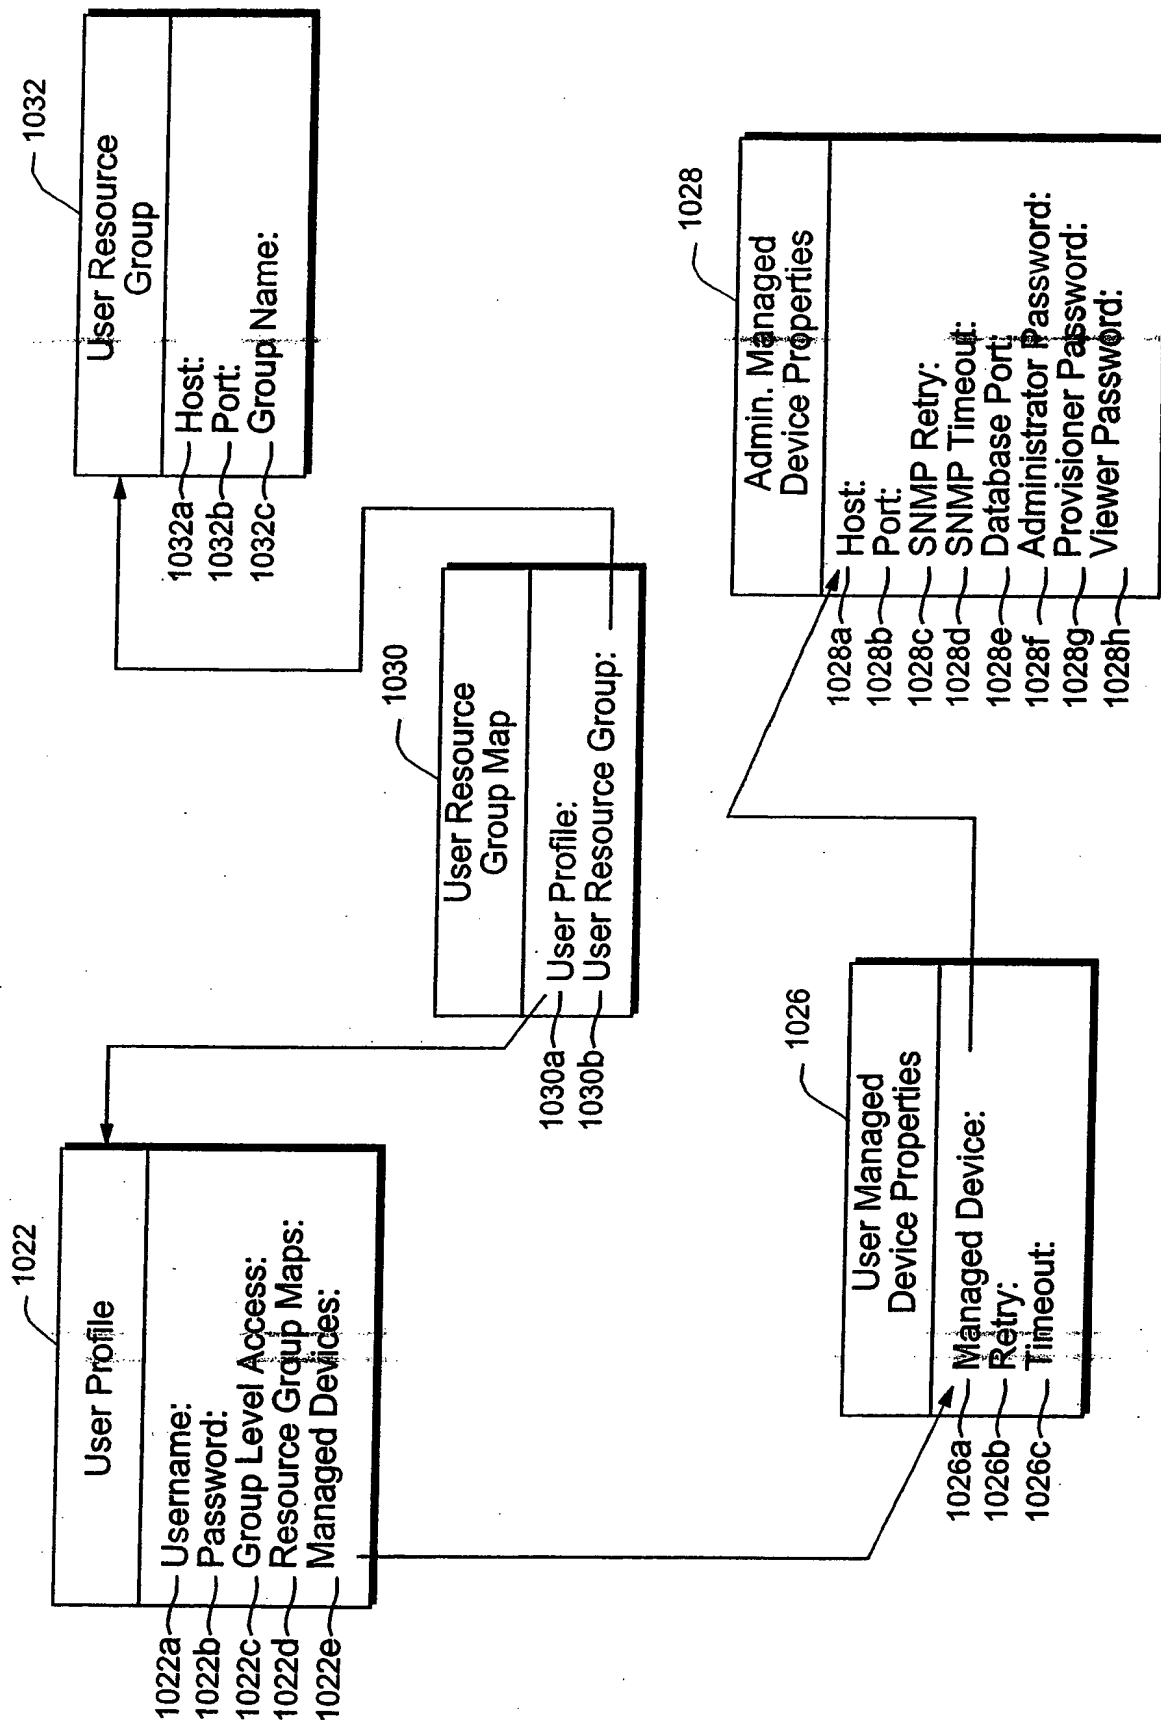 1022
User Profile
1022a Username:
1022b Password:
1022c Group Level Access:
1022d Resource Group Maps:
1022e Managed Devices:
1030
User Resource
Group Map
1030a User Profile:
1030b User Resource Group:
1032
User Resource
Group
1032a Host:
1032b Port:
1032c Group Name:
1026
User Managed
Device Properties
1026a Managed Device:
1026b Retry:
1026c Timeout:
1028
Admin. Managed
Device Properties
1028a Host:
1028b Port:
1028c SNMP Retry:
1028d SNMP Timeout:
1028e Database Port:
1028f Administrator Password:
1028g Provisioner Password:
1028h Viewer Password: